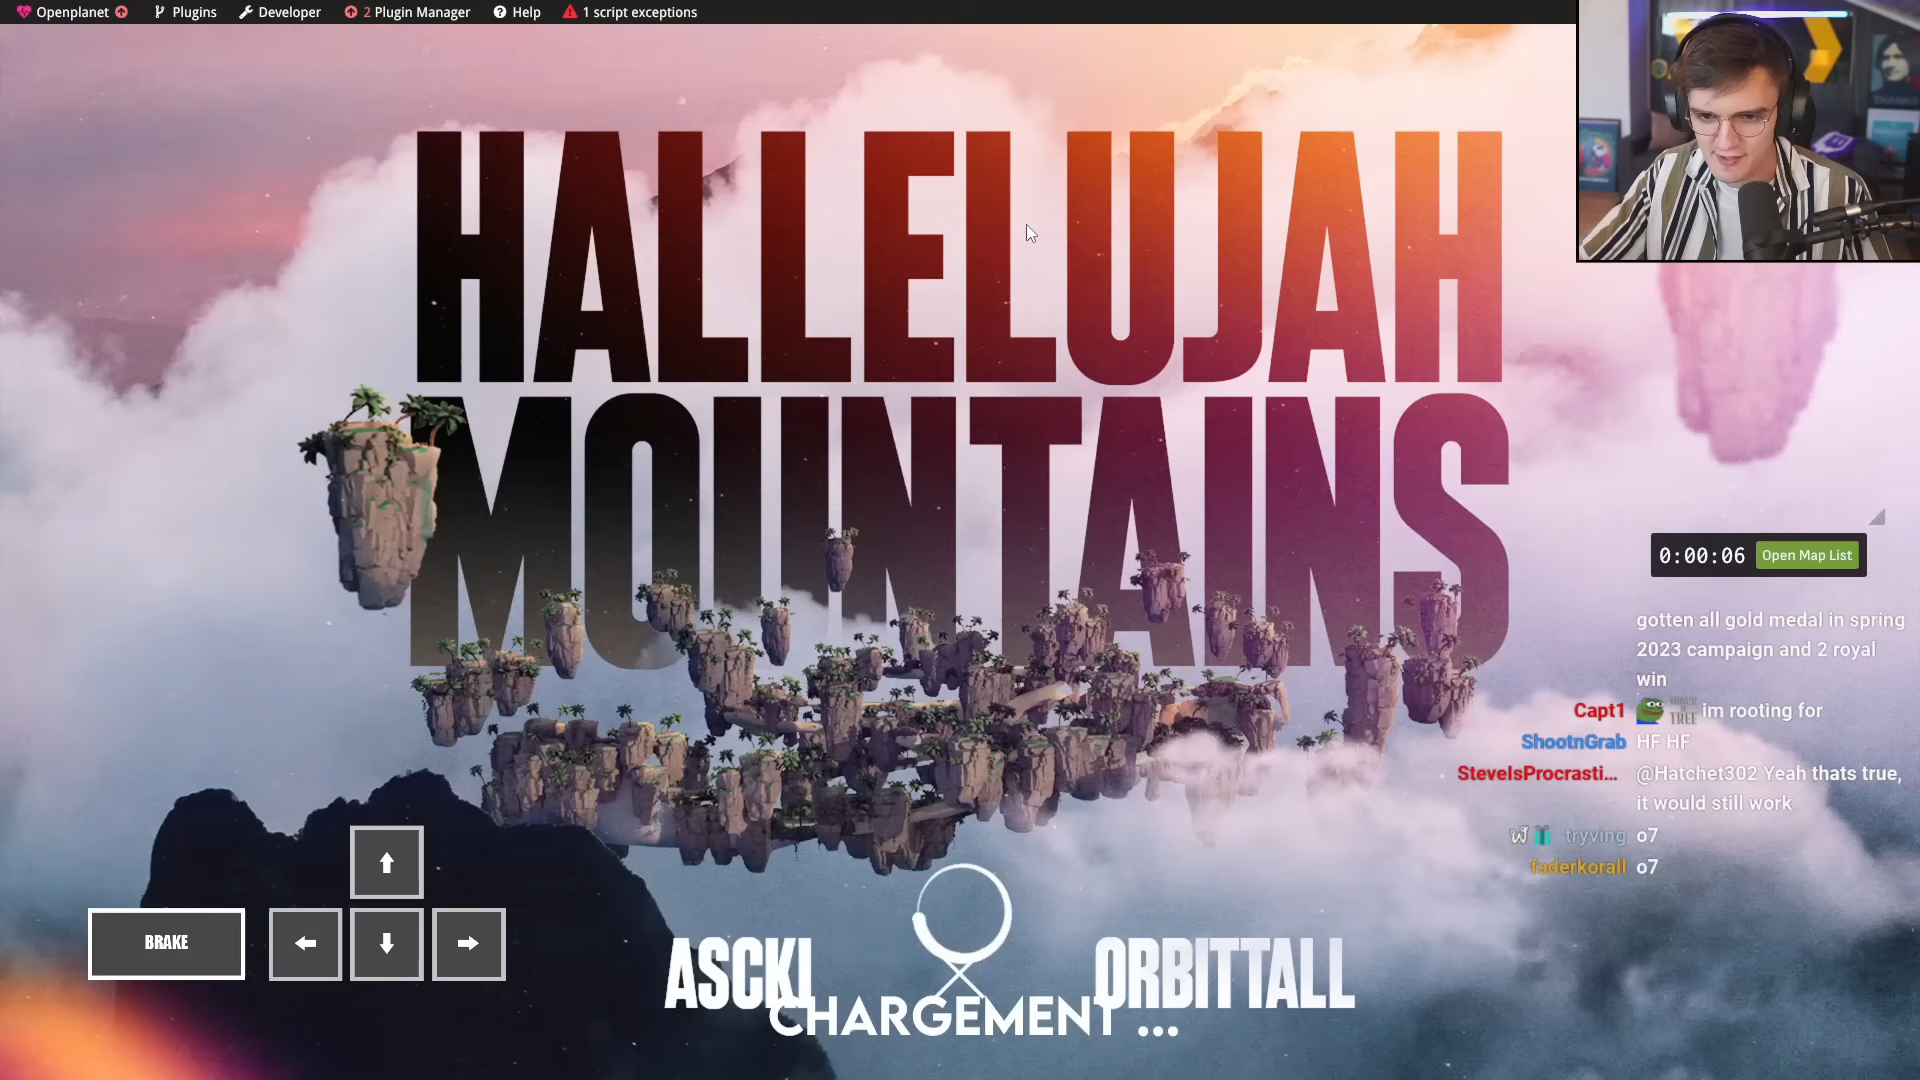 Openplanet Plugins Developer 2 Plugin Manager Help 1 script exceptions
HALLELUJAH
MOUNTAINS
0:00:06 Open Map List
gotten all gold medal in spring
2023 campaign and 2 royal
win
Capt1 TREE im rooting for
ShootnGrab HF HF
StevelsProcrasti... @Hatchet302 Yeah thats true,
it would still work
tryving o7
faderkorall o7
BRAKE
ASCKI X ORBITTALL
CHARGEMENT ...